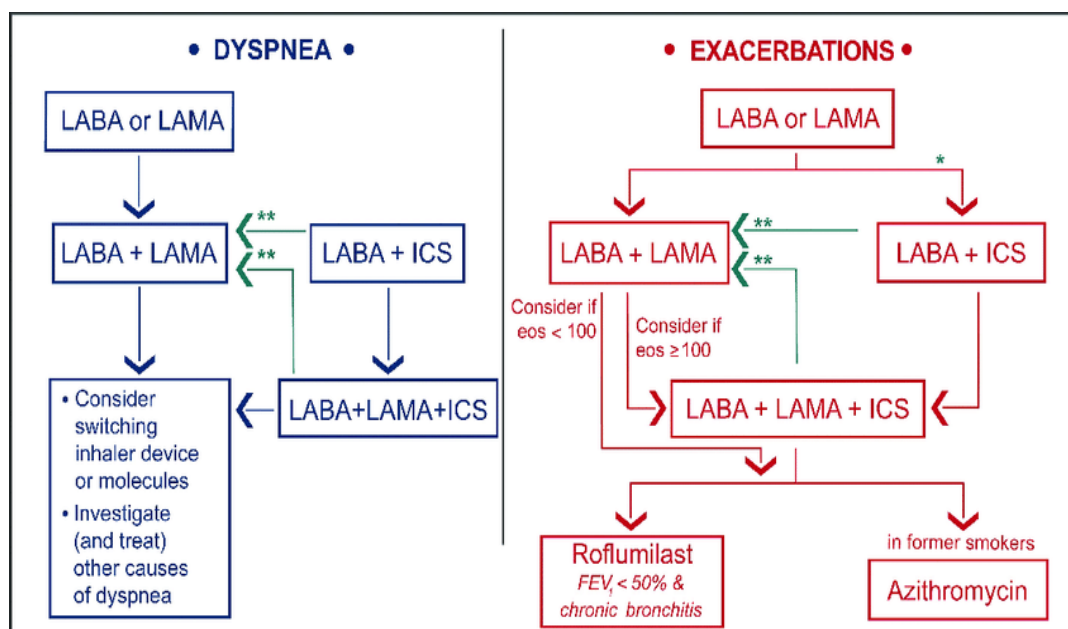 • DYSPNEA •
LABA or LAMA
**
LABA + LAMA
**
LABA + ICS
• Consider
switching
inhaler device
or molecules
• Investigate
(and treat)
other causes
of dyspnea
LABA+LAMA+ICS
• EXACERBATIONS •
LABA or LAMA
*
**
LABA + LAMA
**
LABA + ICS
Consider if
eos < 100
Consider if
eos ≥ 100
LABA + LAMA + ICS
Roflumilast
FEV₁ < 50% &
chronic bronchitis
in former smokers
Azithromycin